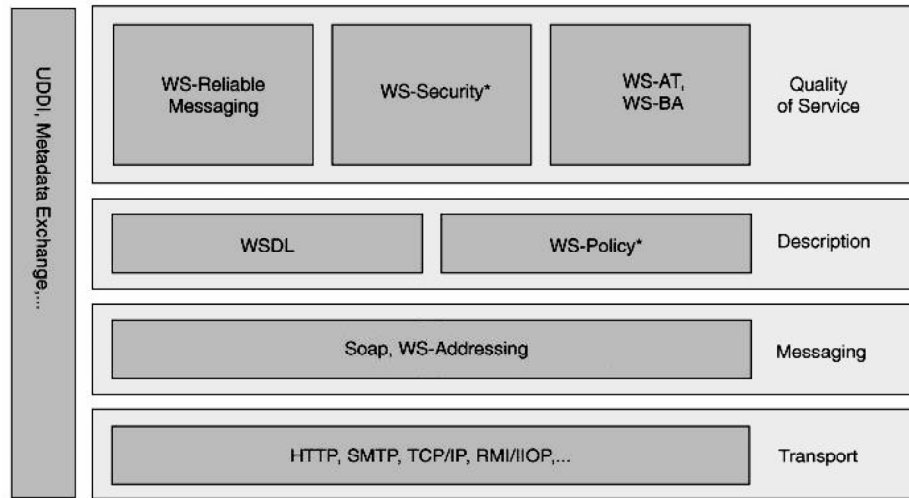 UDDI, Metadata Exchange,...
WS-Reliable
Messaging
WS-Security*
WS-AT,
WS-BA
Quality
of Service
WSDL
WS-Policy*
Description
Soap, WS-Addressing
Messaging
HTTP, SMTP, TCP/IP, RMI/IIOP,...
Transport